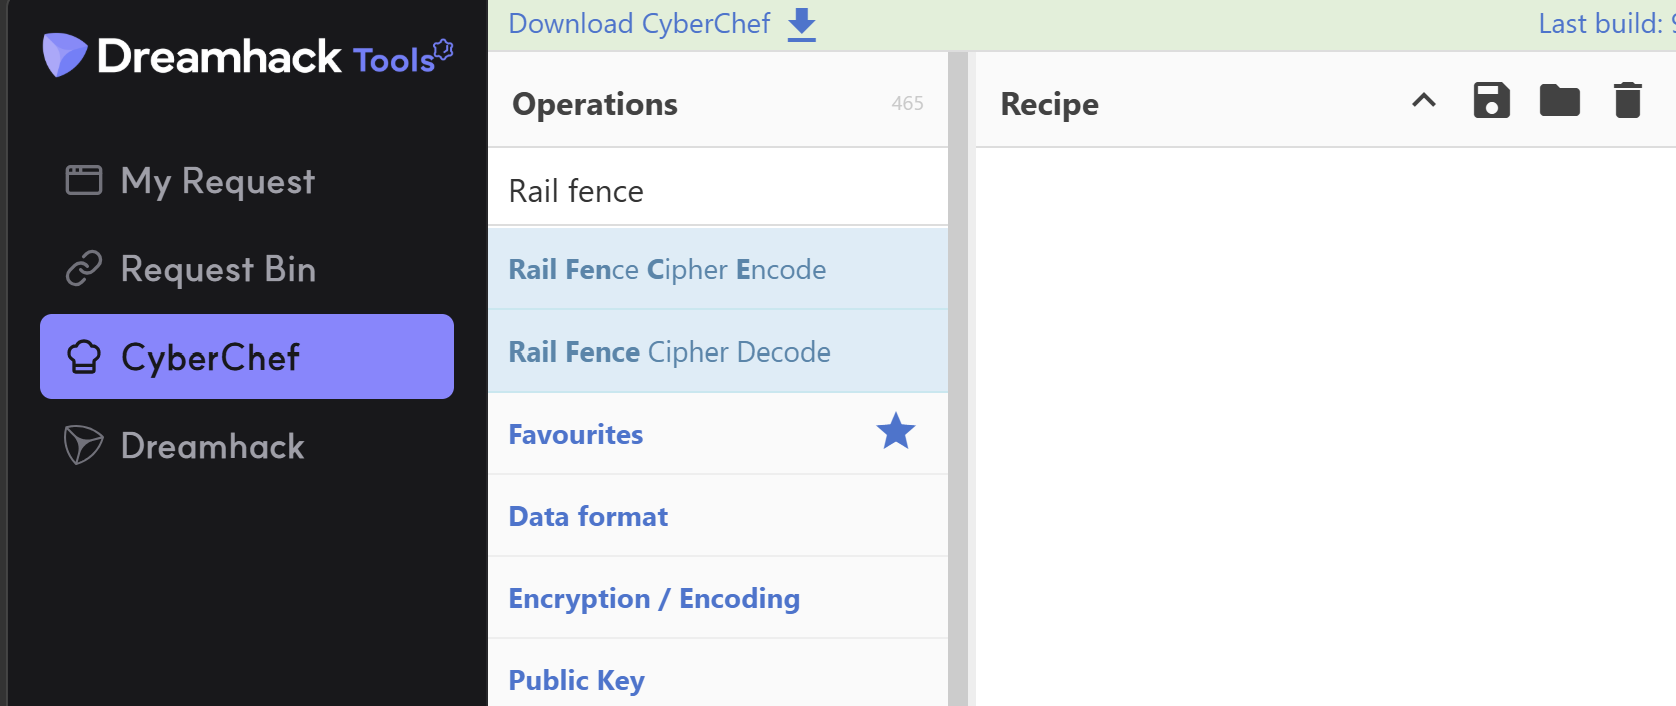 Dreamhack Tools
My Request
Request Bin
CyberChef
Dreamhack
Download CyberChef
Last build:
Operations 465
Rail fence
Rail Fence Cipher Encode
Rail Fence Cipher Decode
Favourites
Data format
Encryption / Encoding
Public Key
Recipe